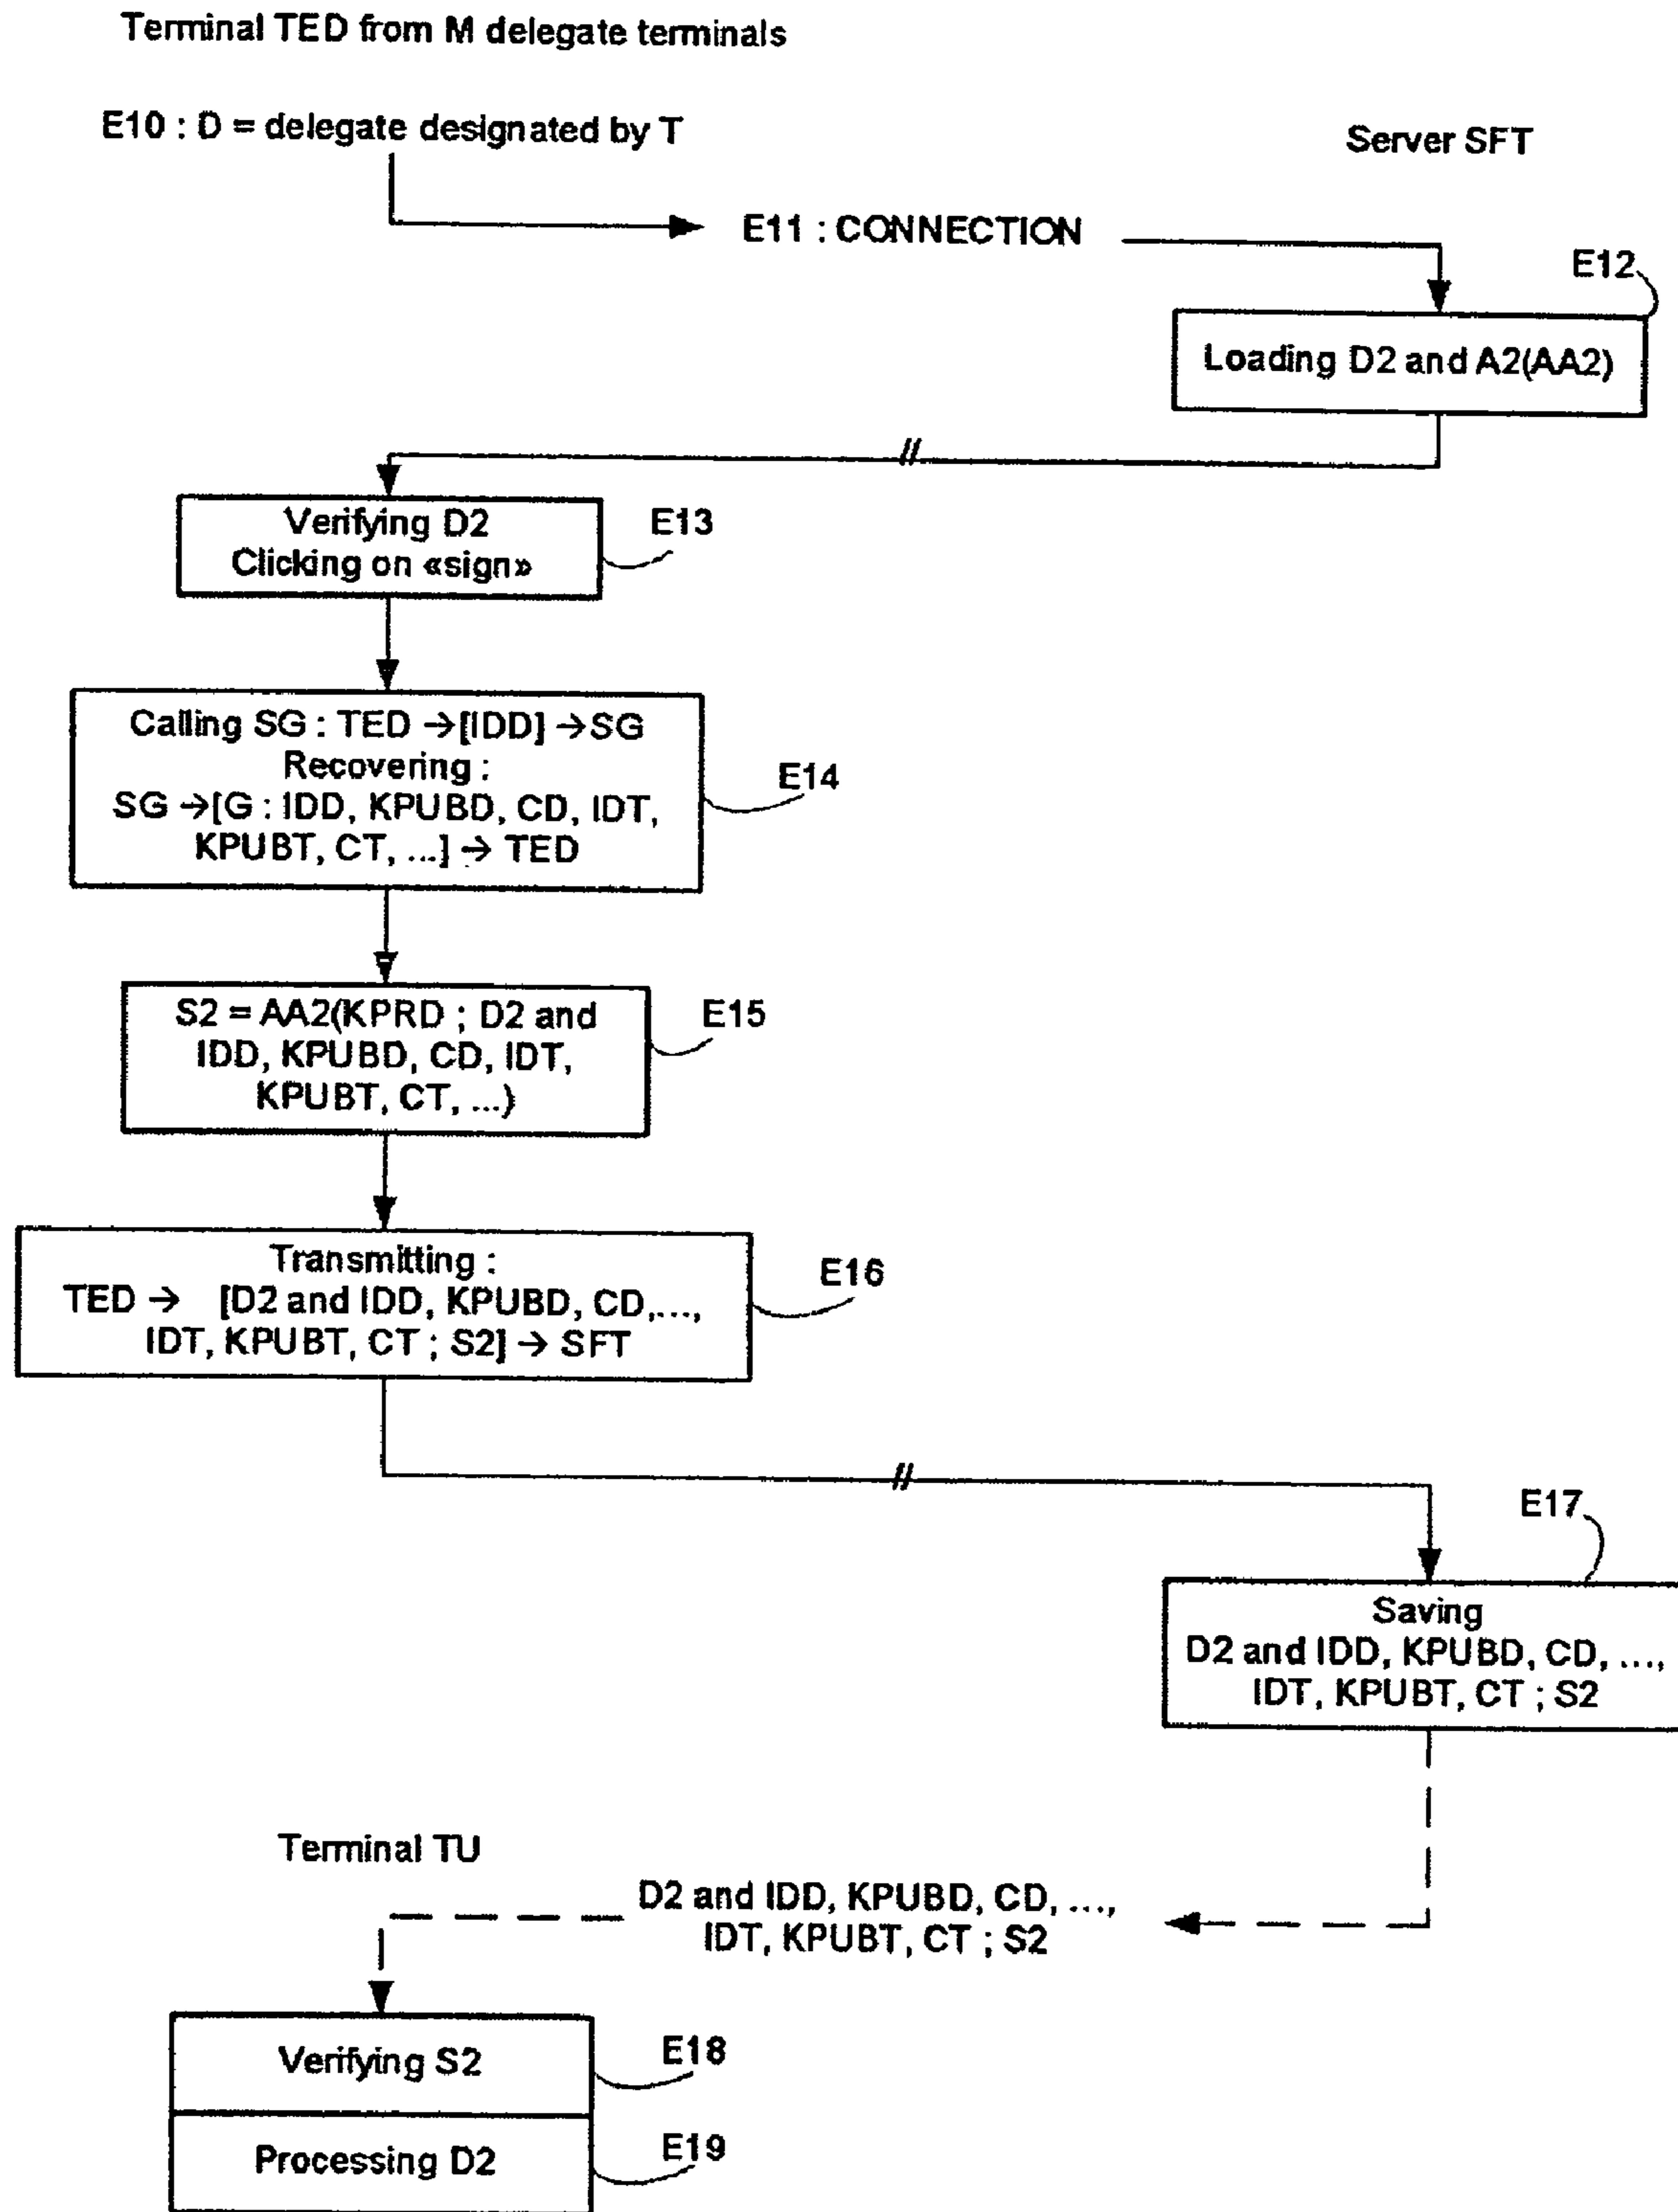 Terminal TED from M delegate terminals
E10 : D = delegate designated by T
Server SFT
E11 : CONNECTION
E12
Loading D2 and A2(AA2)
//
Verifying D2
Clicking on «sign»
E13
Calling SG : TED →[IDD] →SG
Recovering :
SG →[G : IDD, KPUBD, CD, IDT,
KPUBT, CT, ...] → TED
E14
S2 = AA2(KPRD ; D2 and
IDD, KPUBD, CD, IDT,
KPUBT, CT, ...)
E15
Transmitting :
TED → [D2 and IDD, KPUBD, CD,...,
IDT, KPUBT, CT ; S2] → SFT
E16
//
E17
Saving
D2 and IDD, KPUBD, CD, ...,
IDT, KPUBT, CT ; S2
Terminal TU
D2 and IDD, KPUBD, CD, ...,
IDT, KPUBT, CT ; S2
Verifying S2
E18
Processing D2
E19